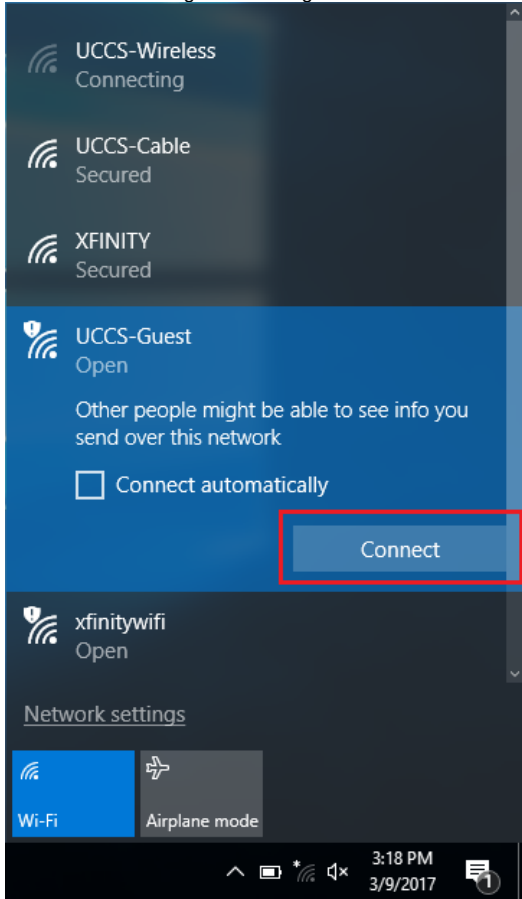 UCCS-Wireless
Connecting
UCCS-Cable
Secured
XFINITY
Secured
UCCS-Guest
Open
Other people might be able to see info you
send over this network
Connect automatically
Connect
xfinitywifi
Open
Network settings
Wi-Fi
Airplane mode
3:18 PM
3/9/2017
1